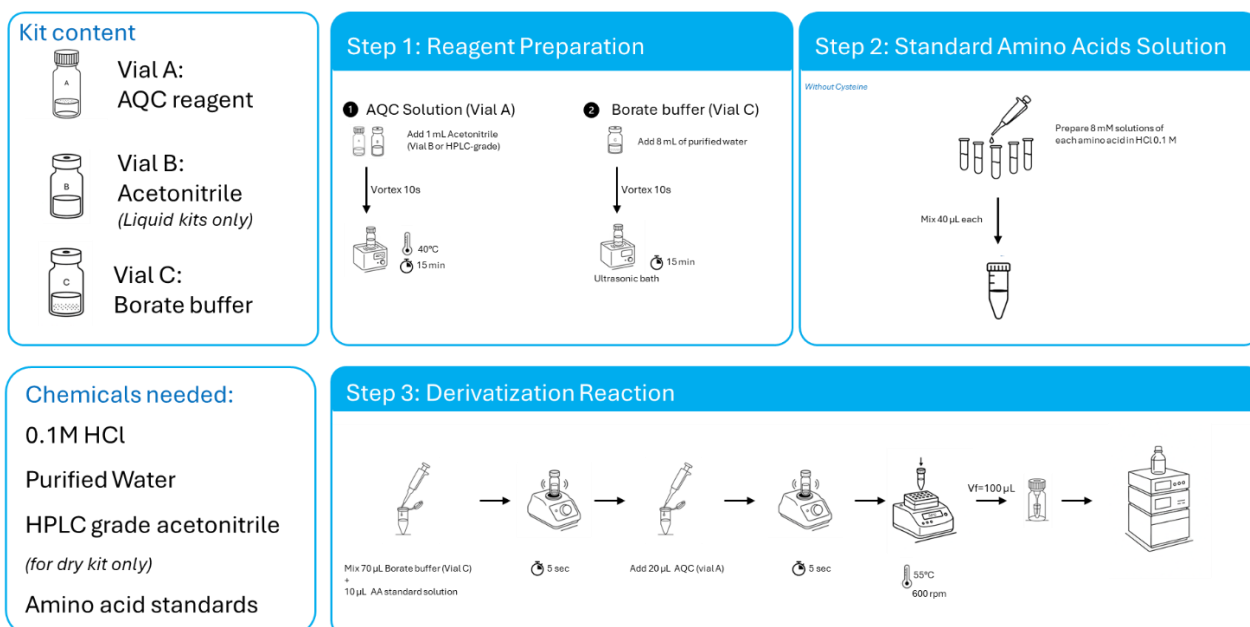 Kit content
A
Vial A:
AQC reagent
B
Vial B:
Acetonitrile
(Liquid kits only)
C
Vial C:
Borate buffer
Step 1: Reagent Preparation
1 AQC Solution (Vial A)
Add 1 mL Acetonitrile
(Vial B or HPLC-grade)
Vortex 10s
40°C
15 min
2 Borate buffer (Vial C)
Add 8 mL of purified water
Vortex 10s
15 min
Ultrasonic bath
Step 2: Standard Amino Acids Solution
Without Cysteine
Prepare 8 mM solutions of
each amino acid in HCl 0.1 M
Mix 40 µL each
Chemicals needed:
0.1M HCl
Purified Water
HPLC grade acetonitrile
(for dry kit only)
Amino acid standards
Step 3: Derivatization Reaction
Mix 70 µL Borate buffer (Vial C)
+
10 µL AA standard solution
5 sec
Add 20 µL AQC (vial A)
5 sec
55°C
600 rpm
Vf=100 µL